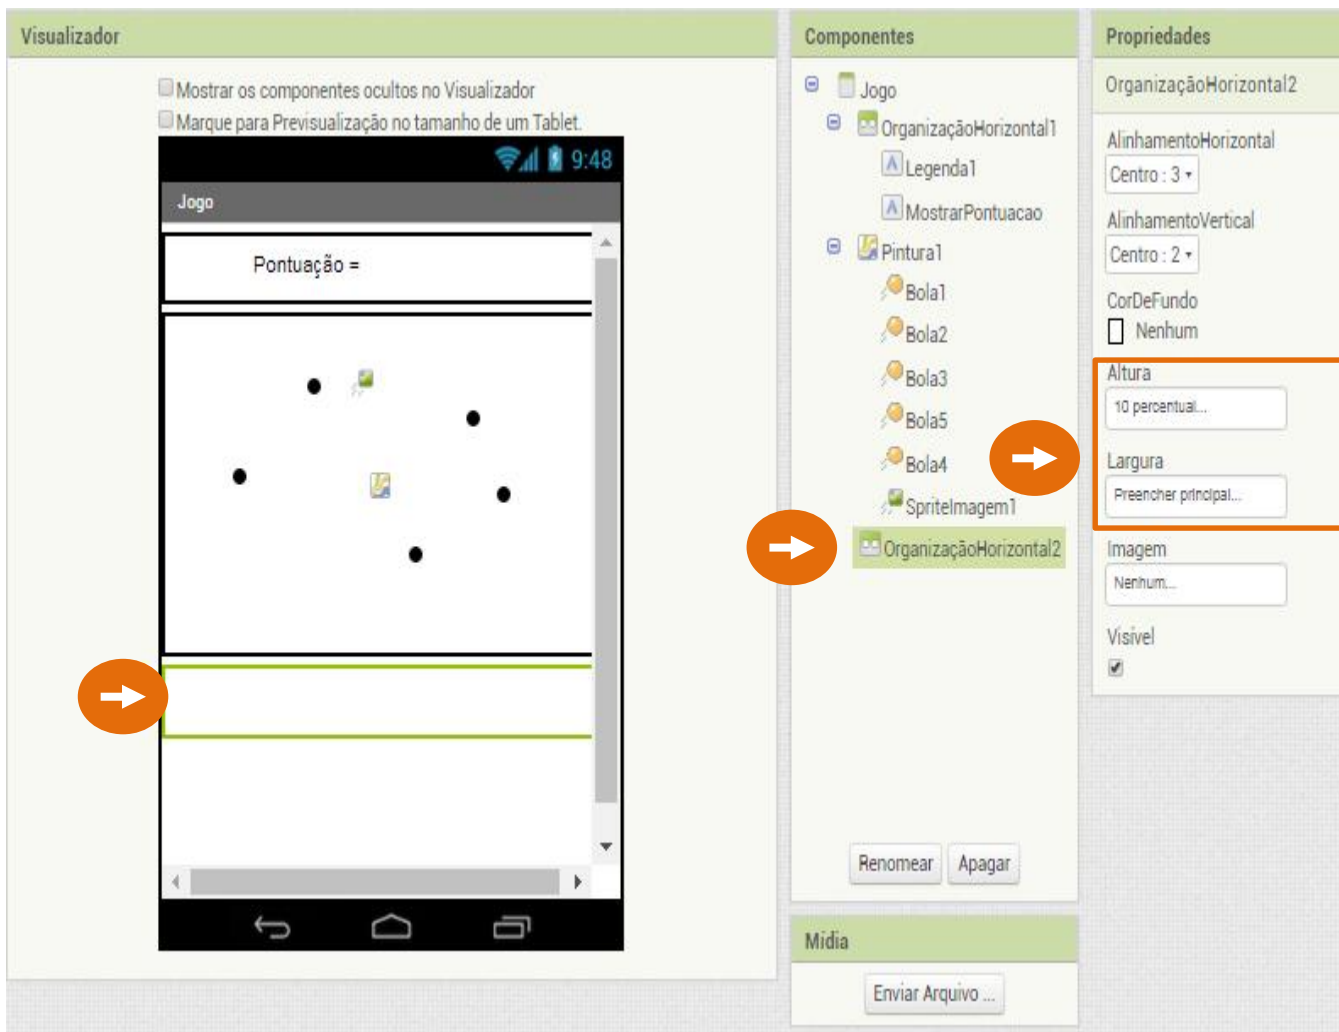 Visualizador
Mostrar os componentes ocultos no Visualizador
Marque para Previsualização no tamanho de um Tablet.
9:48
Jogo
Pontuação =
Componentes
Jogo
OrganizaçãoHorizontal1
Legenda1
MostrarPontuacao
Pintura1
Bola1
Bola2
Bola3
Bola5
Bola4
SpriteImagem1
OrganizaçãoHorizontal2
Renomear Apagar
Mídia
Enviar Arquivo ...
Propriedades
OrganizaçãoHorizontal2
AlinhamentoHorizontal
Centro : 3
AlinhamentoVertical
Centro : 2
CorDeFundo
Nenhum
Altura
10 percentual...
Largura
Preencher principal...
Imagem
Nenhum...
Visível